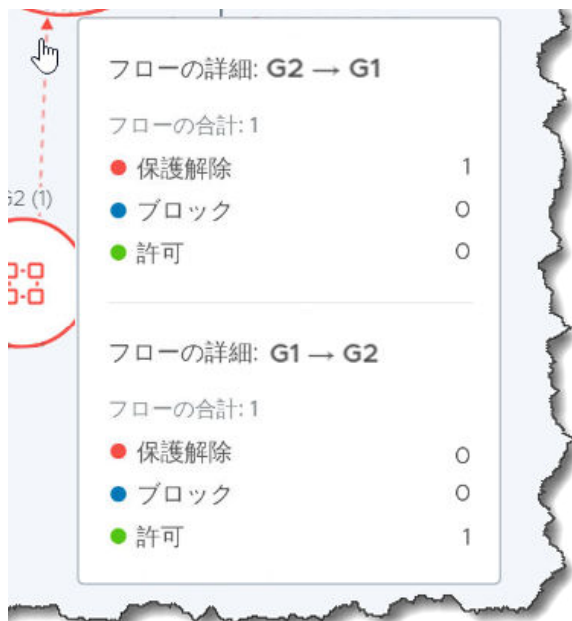 フローの詳細: G2 → G1
フローの合計: 1
保護解除 1
ブロック 0
許可 0
フローの詳細: G1 → G2
フローの合計: 1
保護解除 0
ブロック 0
許可 1
G2 (1)